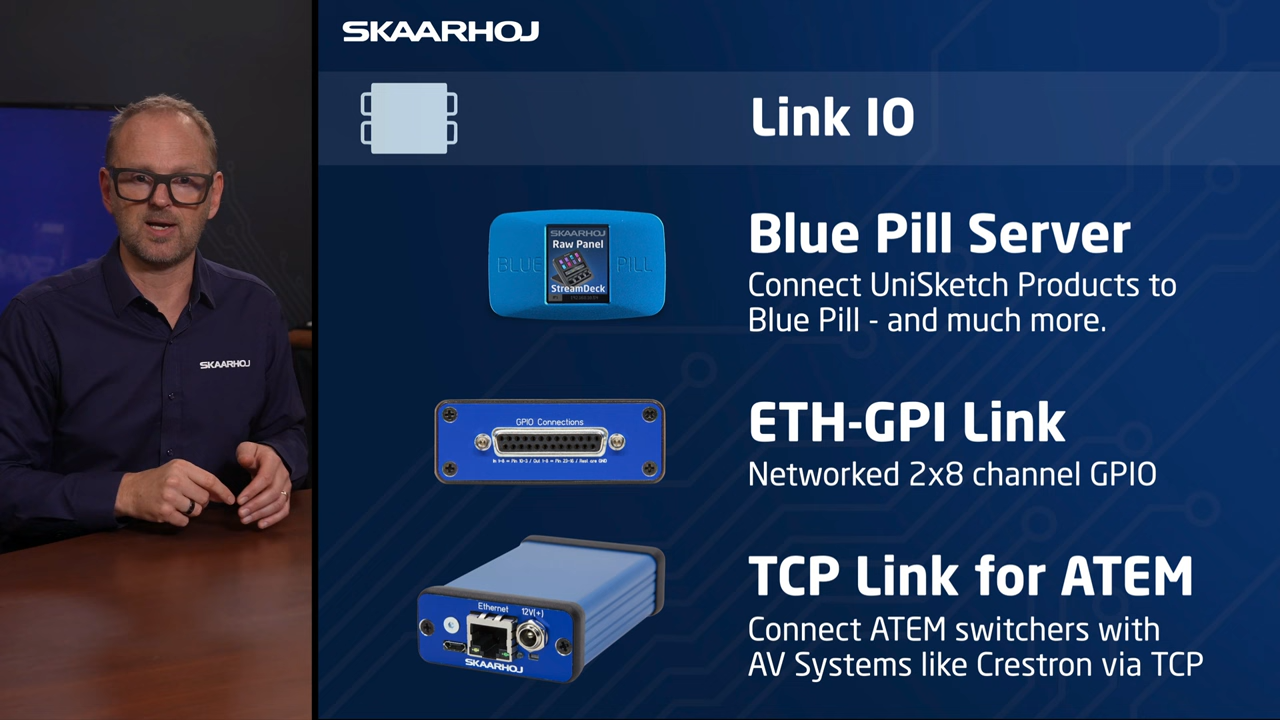 SKAARHOJ
Link IO
SKAARHOJ
Raw Panel
BLUE PILL
StreamDeck
Blue Pill Server
Connect UniSketch Products to
Blue Pill - and much more.
SKAARHOJ
GPIO Connections
ETH-GPI Link
Networked 2x8 channel GPIO
TCP Link for ATEM
Connect ATEM switchers with
AV Systems like Crestron via TCP
Ethernet 12V(+)
SKAARHOJ